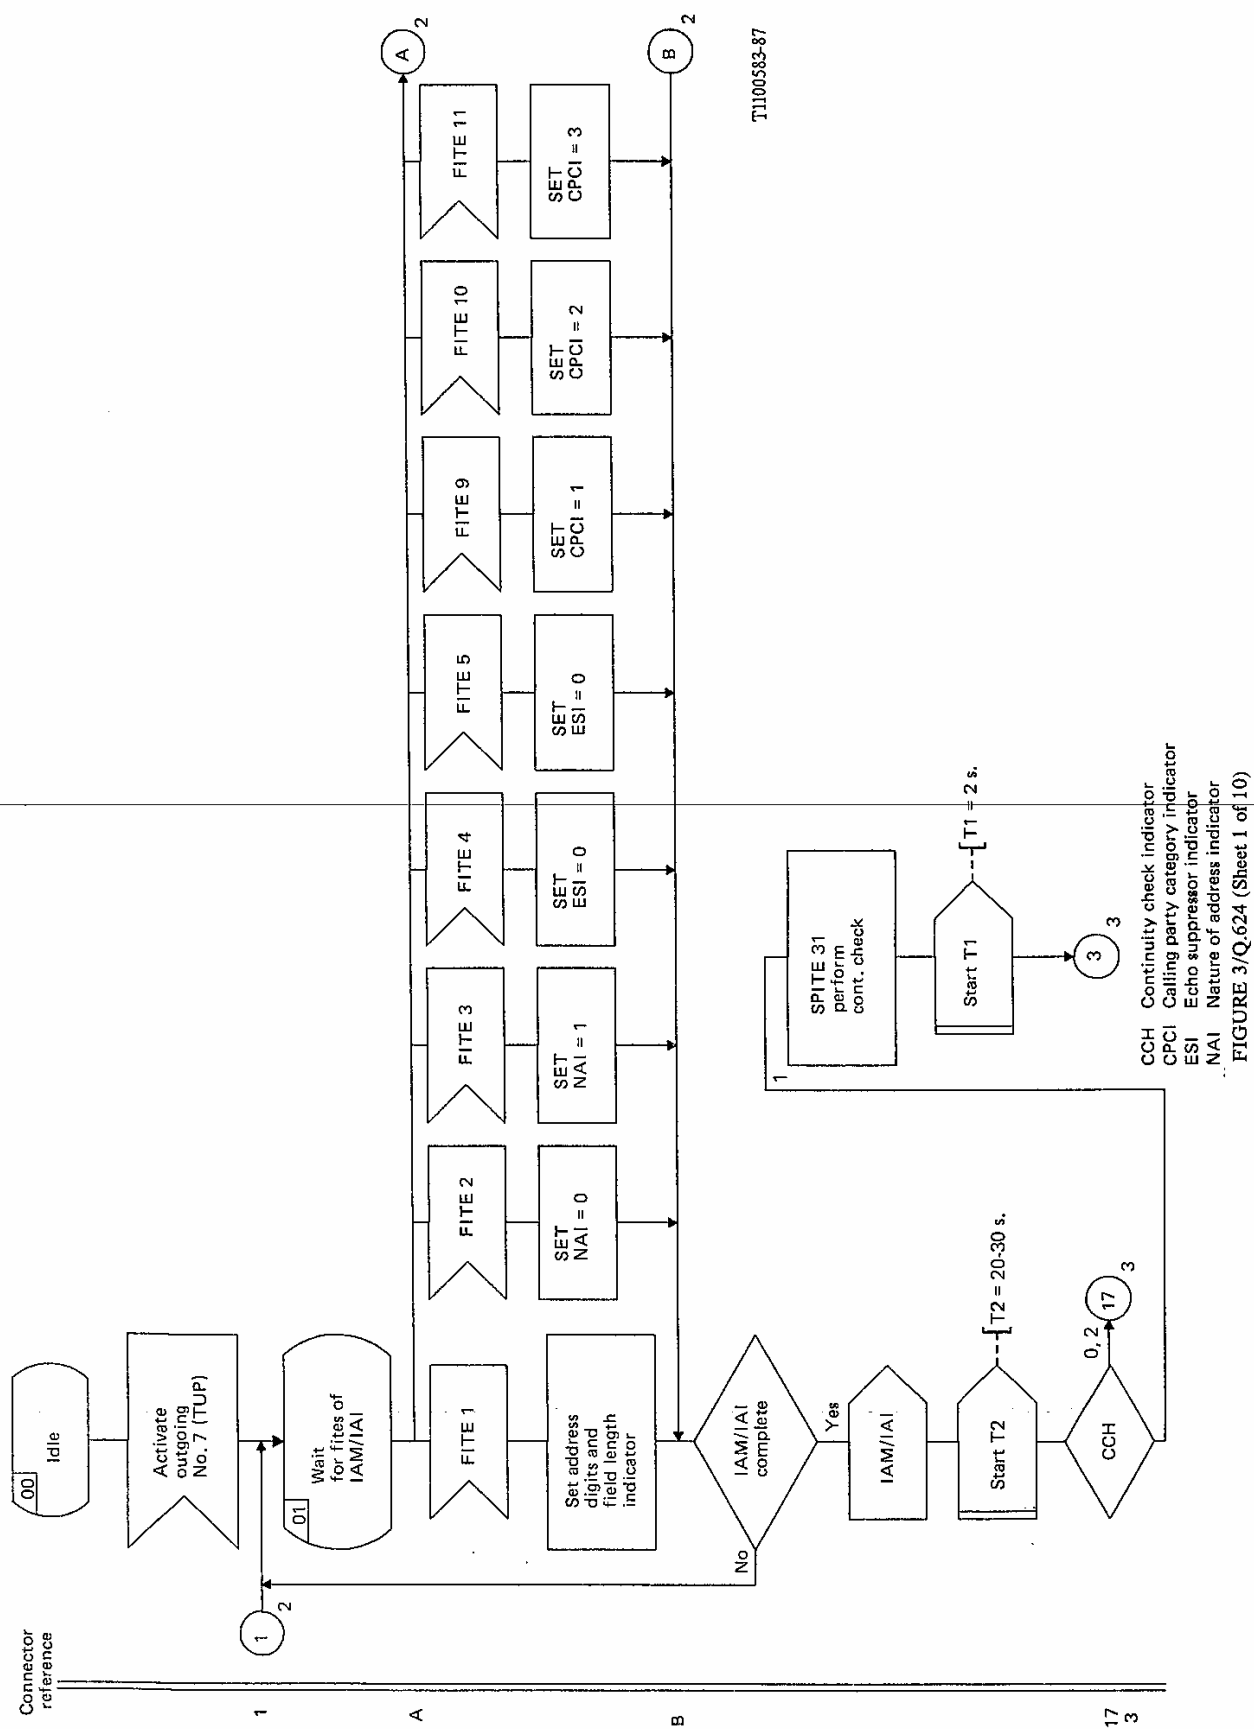 Connector
reference
00
Idle
Activate
outgoing
No. 7 (TUP)
1
1
2
01
Wait
for fites of
IAM/IAI
A
A
2
FITE 1
FITE 2
FITE 3
FITE 4
FITE 5
FITE 9
FITE 10
FITE 11
Set address
digits and
field length
indicator
SET
NAI = 0
SET
NAI = 1
SET
ESI = 0
SET
ESI = 0
SET
CPCI = 1
SET
CPCI = 2
SET
CPCI = 3
B
B
2
No
IAM/IAI
complete
Yes
T1100583-87
IAM/IAI
Start T2
T2 = 20-30 s.
CCH
0, 2
17
3
1
SPITE 31
perform
cont. check
Start T1
T1 = 2 s.
3
3
17
3
CCH Continuity check indicator
CPCI Calling party category indicator
ESI Echo suppressor indicator
NAI Nature of address indicator
FIGURE 3/Q.624 (Sheet 1 of 10)